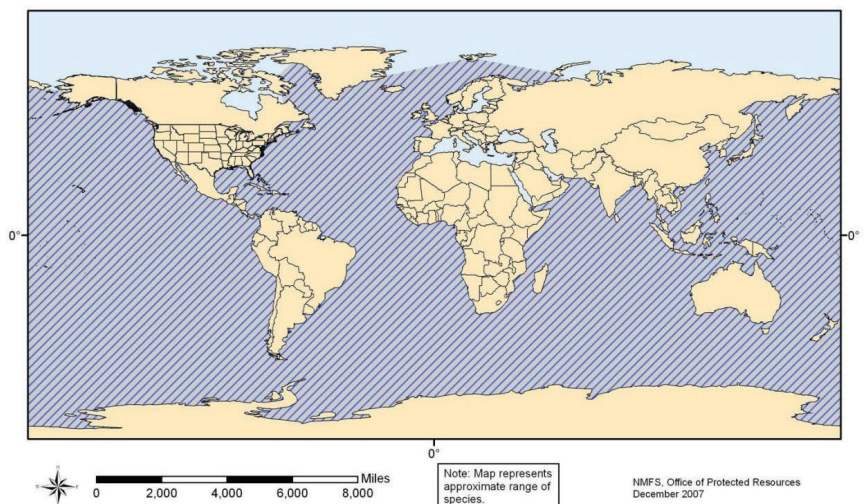 0°
0°
0°
N
Miles
0 2,000 4,000 6,000 8,000
Note: Map represents
approximate range of
species.
NMFS, Office of Protected Resources
December 2007